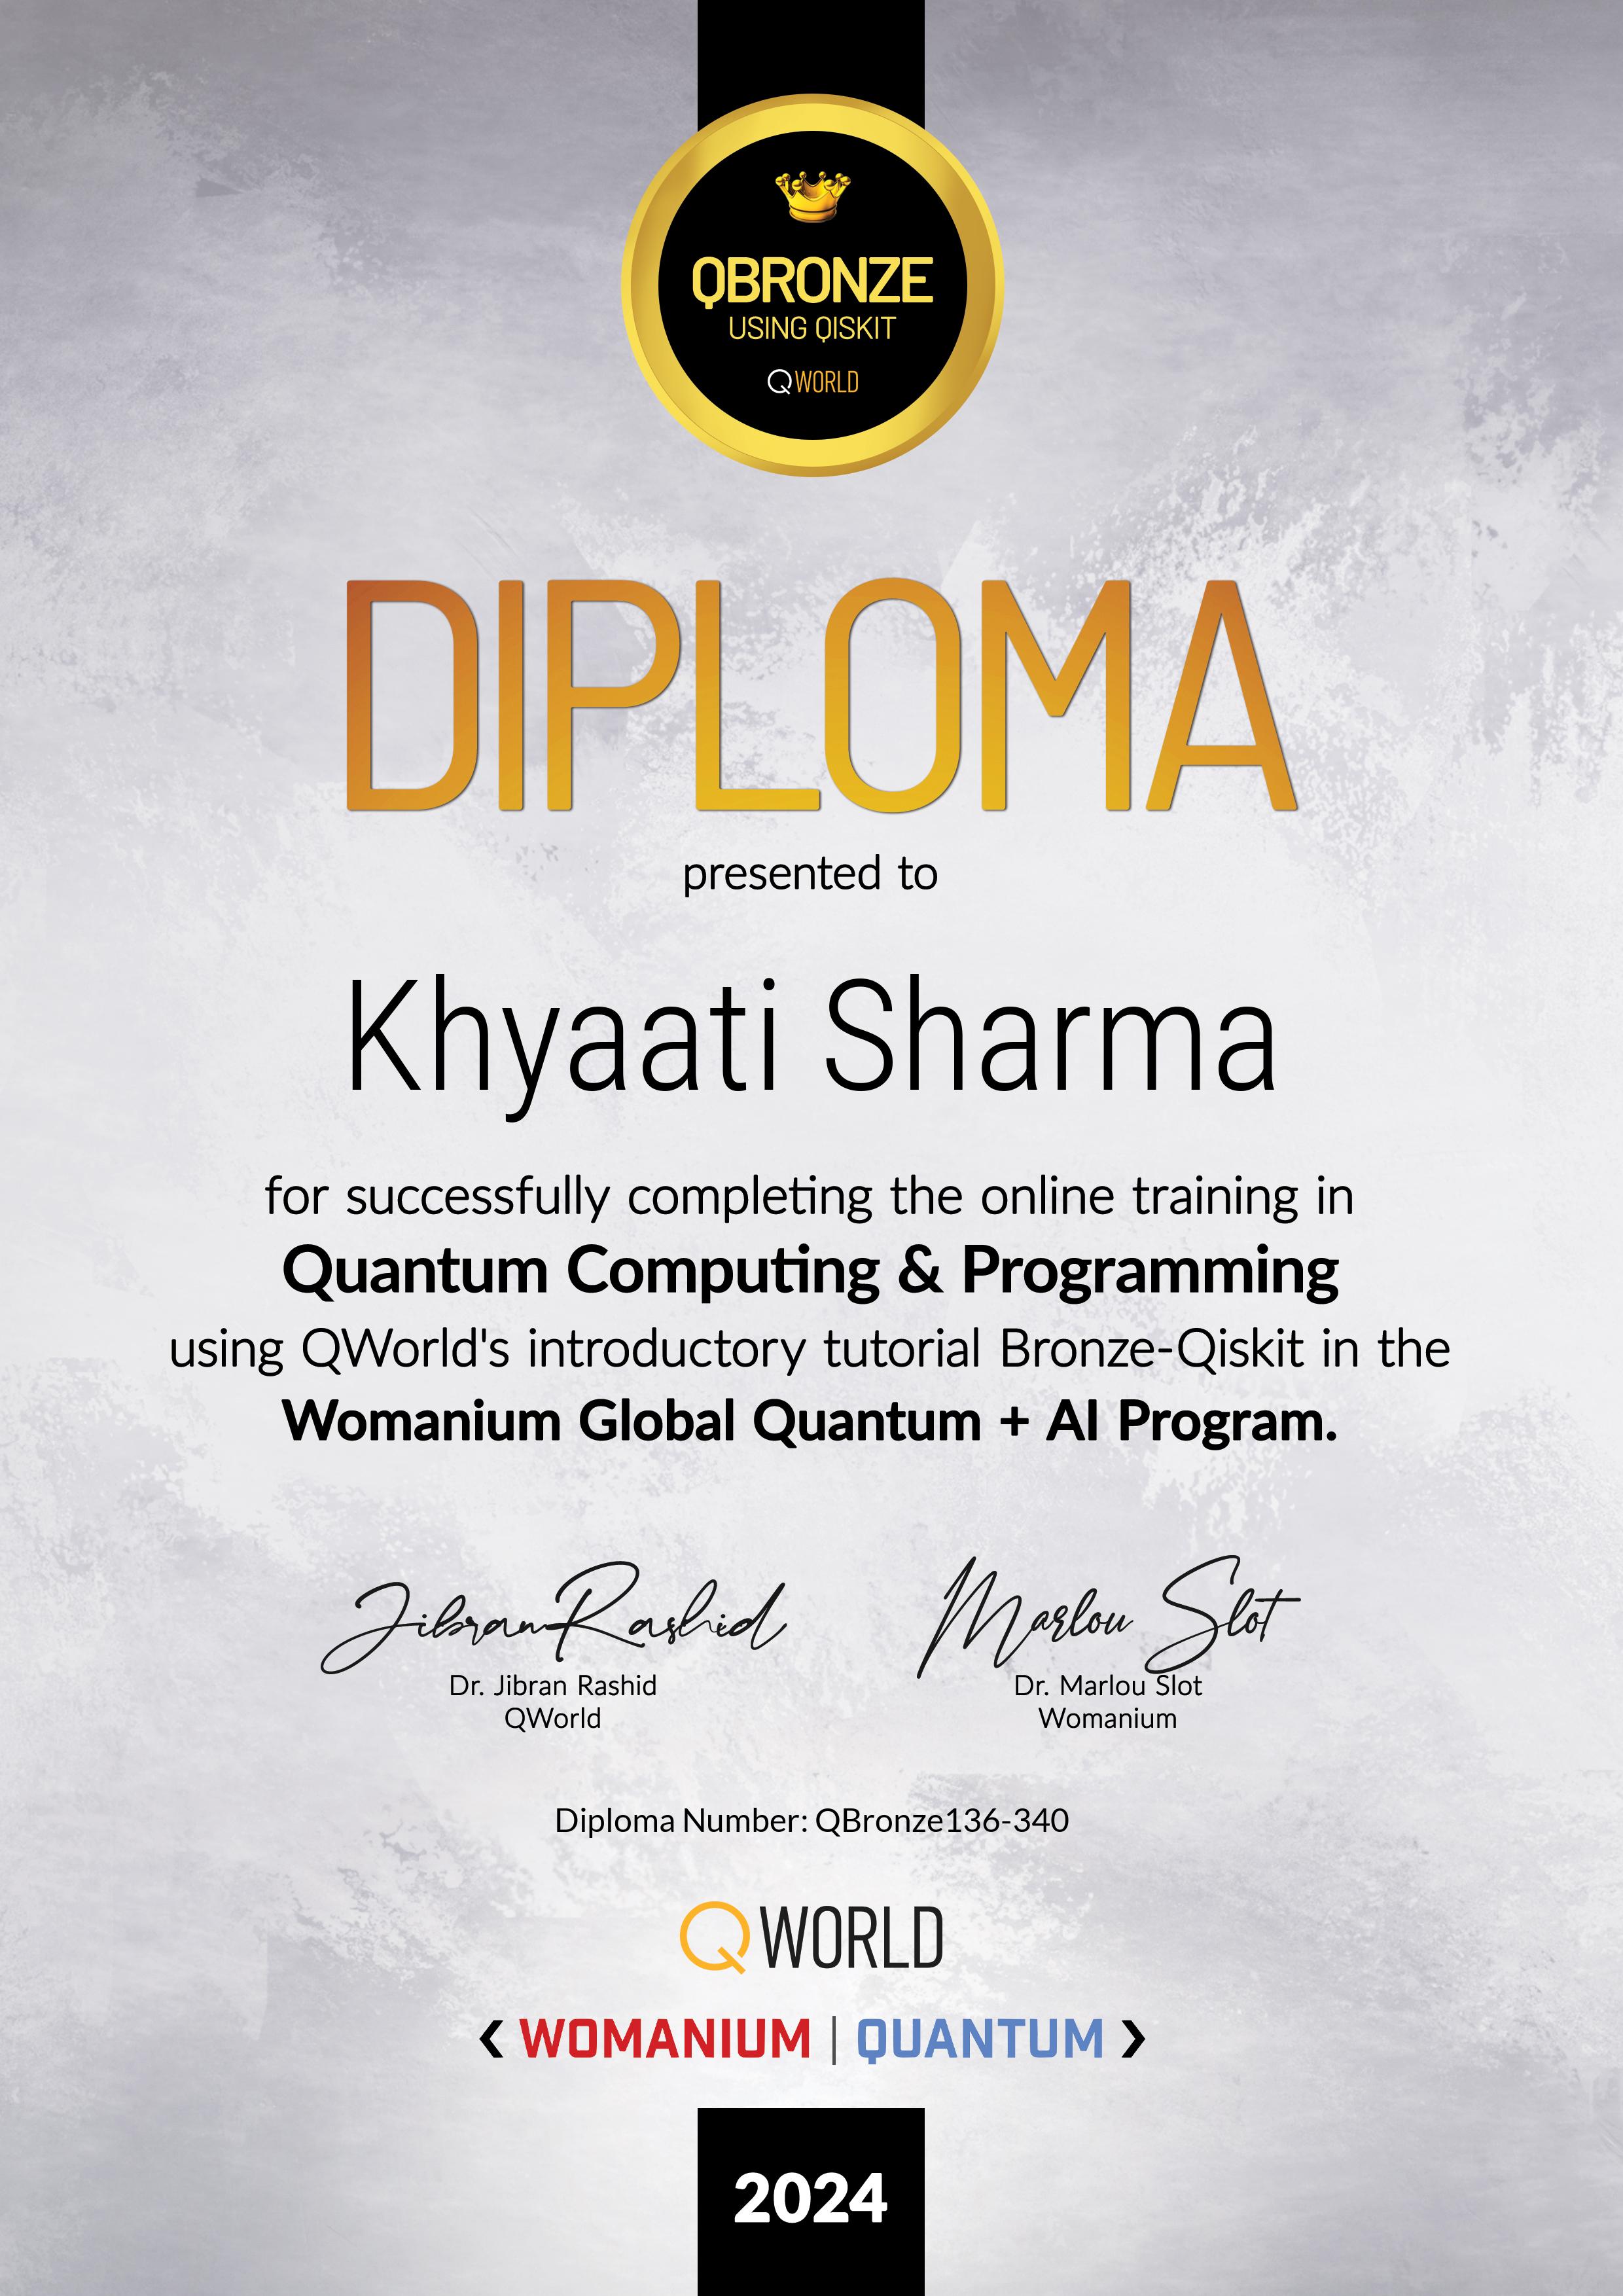 QBRONZE
USING QISKIT
QWORLD
DIPLOMA
presented to
Khyaati Sharma
for successfully completing the online training in
Quantum Computing & Programming
using QWorld's introductory tutorial Bronze-Qiskit in the
Womanium Global Quantum + AI Program.
Jibran Rashid Marlou Slot
Dr. Jibran Rashid Dr. Marlou Slot
QWorld Womanium
Diploma Number: QBronze136-340
QWORLD
‹ WOMANIUM | QUANTUM ›
2024